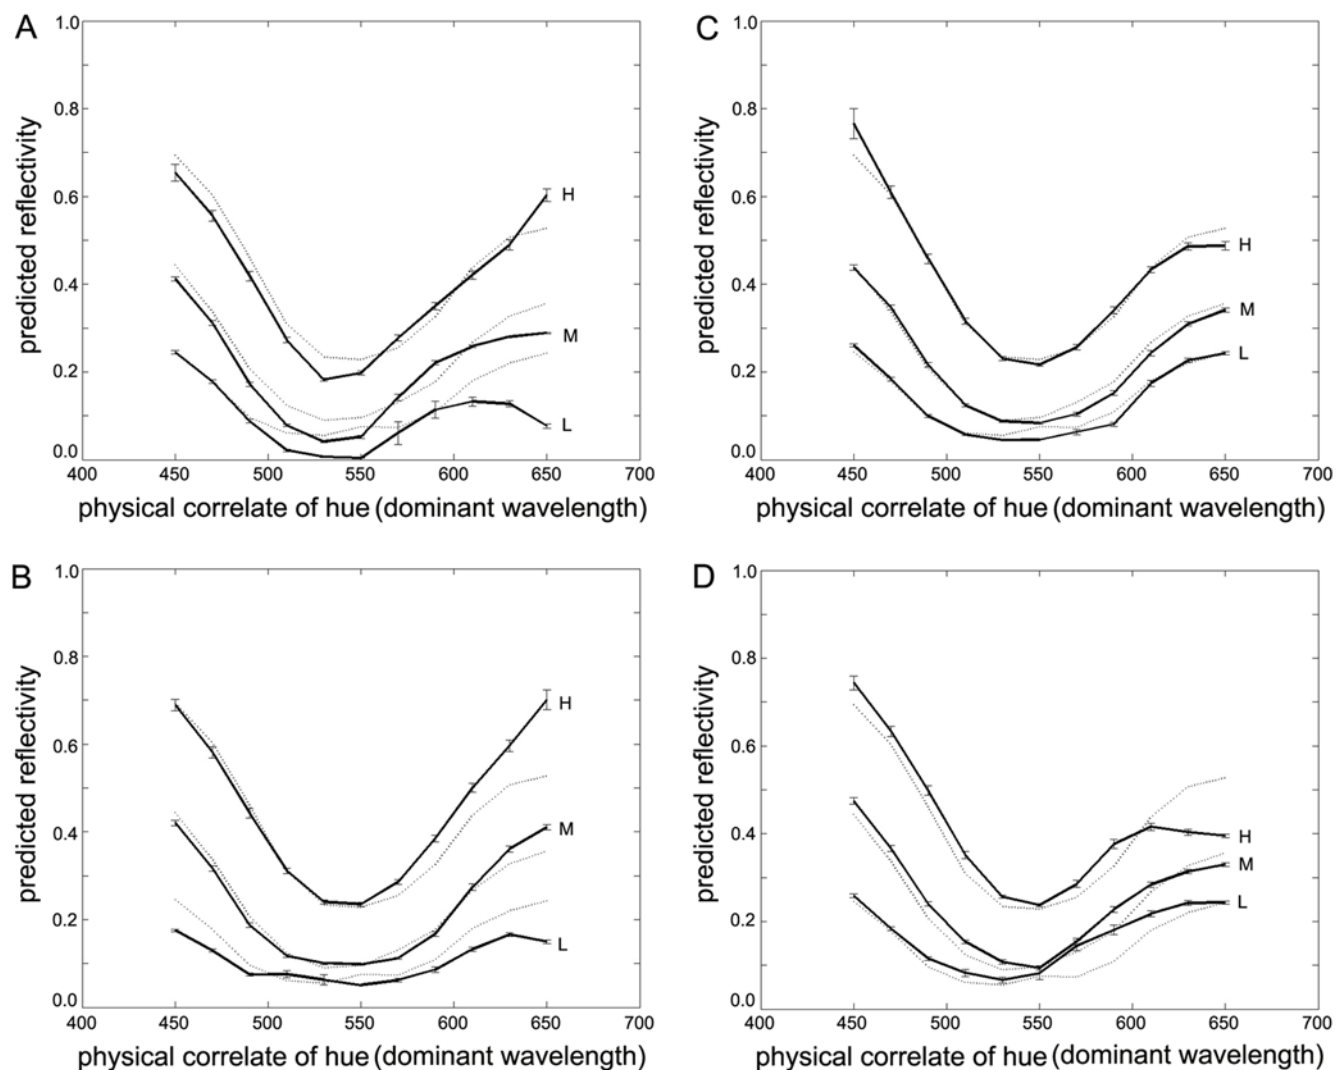 A
1.0
0.8
0.6
0.4
0.2
0.0
predicted reflectivity
H
M
L
400 450 500 550 600 650 700
physical correlate of hue (dominant wavelength)
C
1.0
0.8
0.6
0.4
0.2
0.0
predicted reflectivity
H
M
L
400 450 500 550 600 650 700
physical correlate of hue (dominant wavelength)
B
1.0
0.8
0.6
0.4
0.2
0.0
predicted reflectivity
H
M
L
400 450 500 550 600 650 700
physical correlate of hue (dominant wavelength)
D
1.0
0.8
0.6
0.4
0.2
0.0
predicted reflectivity
H
M
L
400 450 500 550 600 650 700
physical correlate of hue (dominant wavelength)